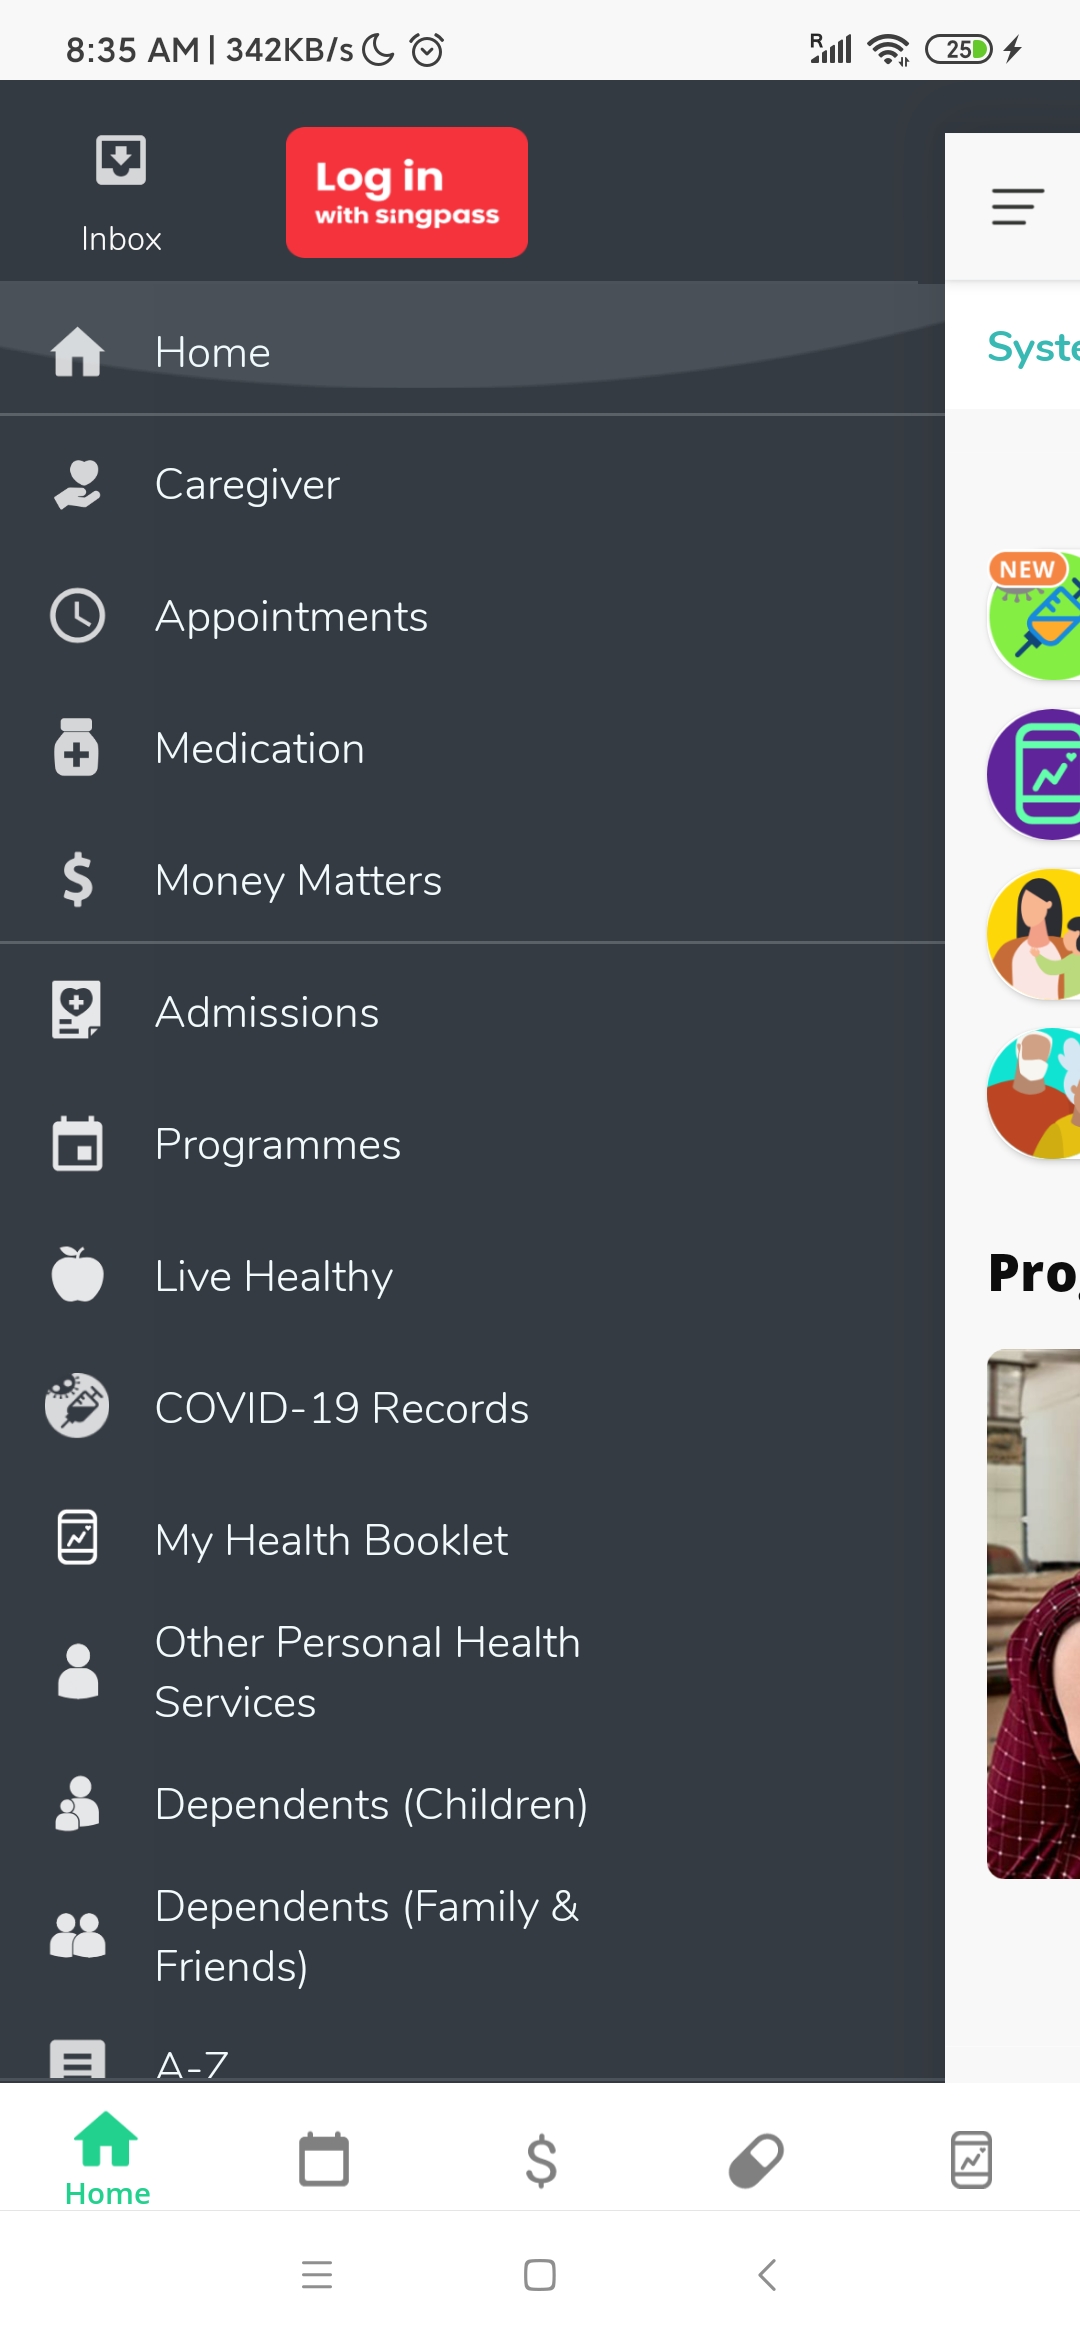 8:35 AM | 342KB/s
R
25
Inbox
Log in
with singpass
Home
Syste
Caregiver
NEW
Appointments
Medication
Money Matters
Admissions
Programmes
Live Healthy
Pro
COVID-19 Records
My Health Booklet
Other Personal Health
Services
Dependents (Children)
Dependents (Family &
Friends)
A-Z
Home